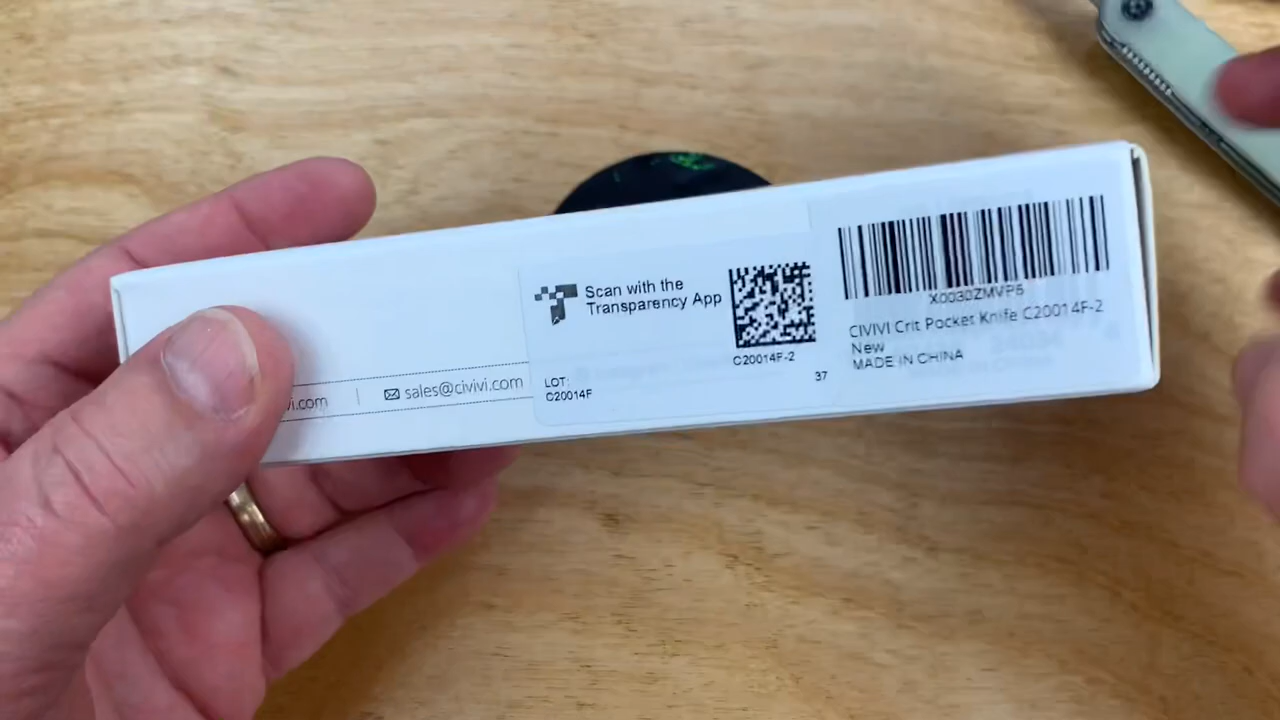 Scan with the
Transparency App
C20014F-2
LOT:
C20014F
37
vi.com
sales@civivi.com
CIVIVI Crit Pocket Knife C20014F-2
New
MADE IN CHINA